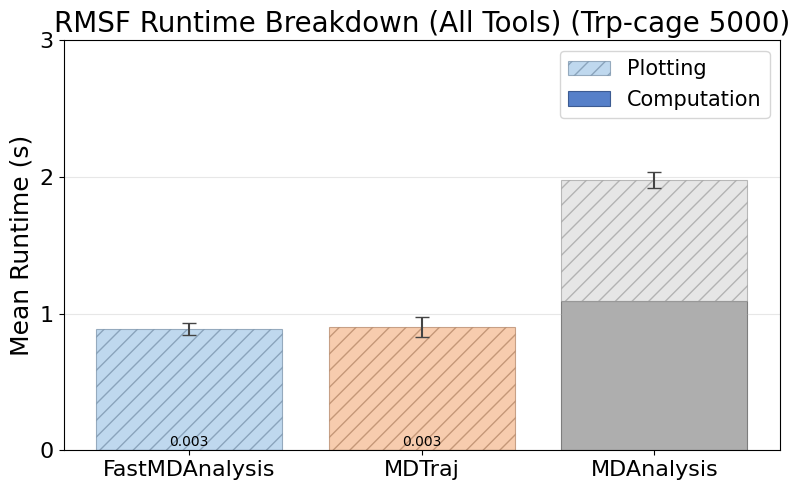 RMSF Runtime Breakdown (All Tools) (Trp-cage 5000)
Mean Runtime (s)
3
2
1
0
Plotting
Computation
0.003
0.003
FastMDAnalysis
MDTraj
MDAnalysis